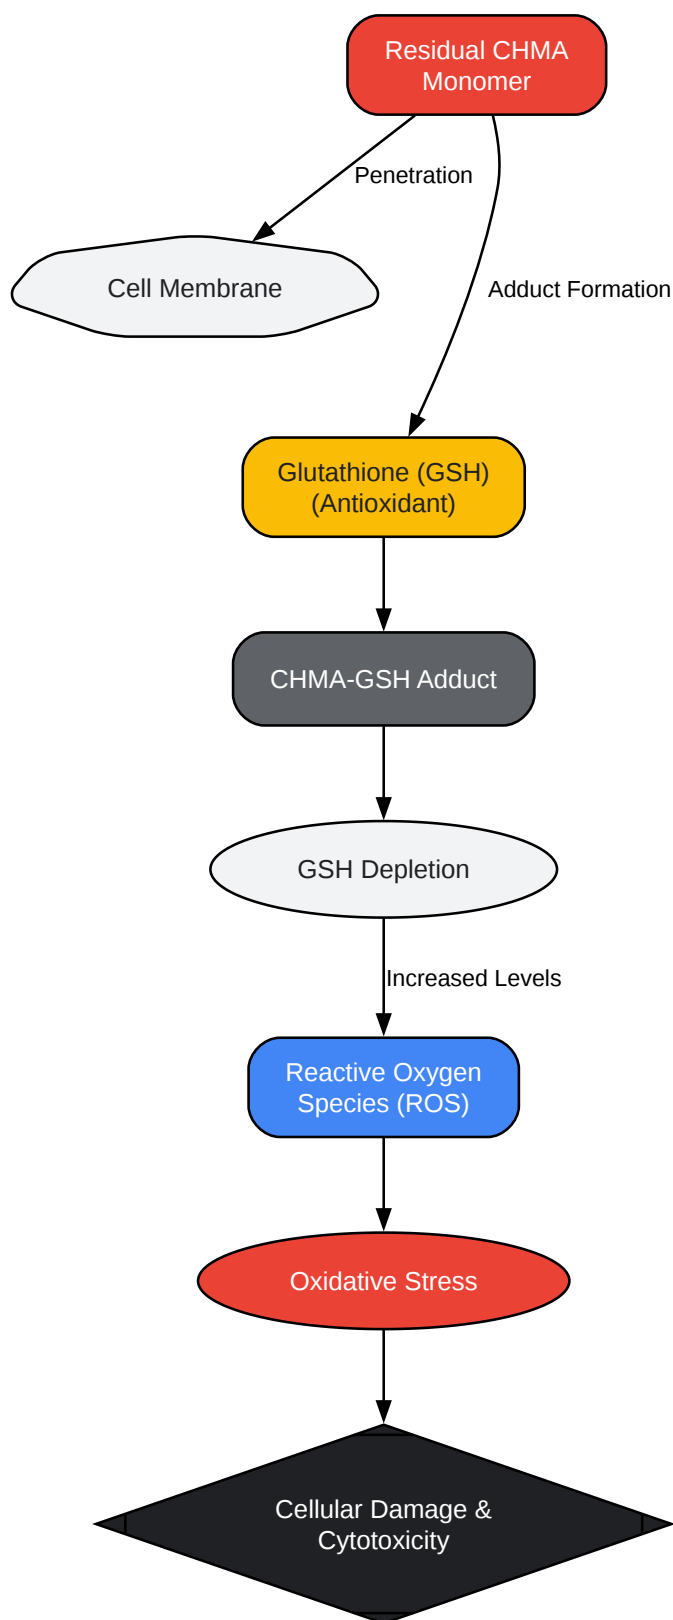 Residual CHMA
Monomer
Penetration
Cell Membrane
Adduct Formation
Glutathione (GSH)
(Antioxidant)
CHMA-GSH Adduct
GSH Depletion
Increased Levels
Reactive Oxygen
Species (ROS)
Oxidative Stress
Cellular Damage &
Cytotoxicity